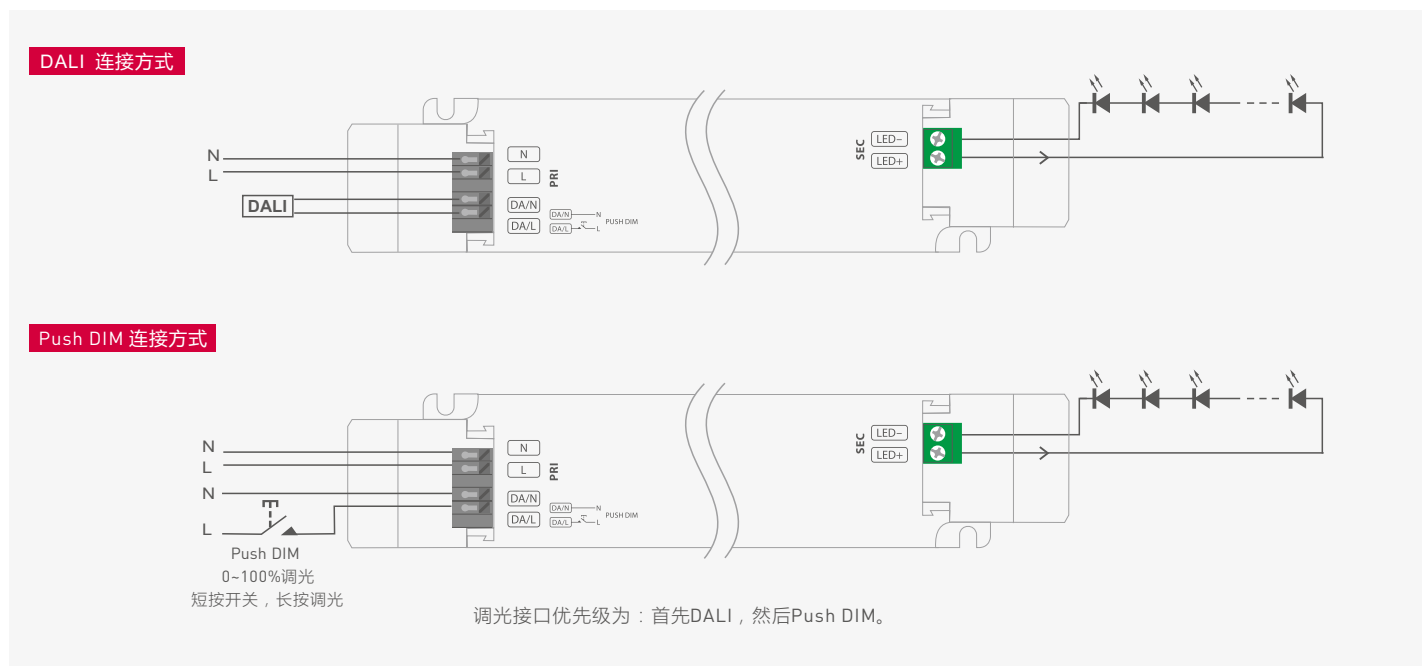 DALI 连接方式
N
L
DALI
N
L
PRI
DA/N
DA/L
DA/N N
DA/L L
PUSH DIM
SEC
LED-
LED+
Push DIM 连接方式
N
L
N
L
Push DIM
0~100%调光
短按开关，长按调光
N
L
PRI
DA/N
DA/L
DA/N N
DA/L L
PUSH DIM
SEC
LED-
LED+
调光接口优先级为：首先DALI，然后Push DIM。